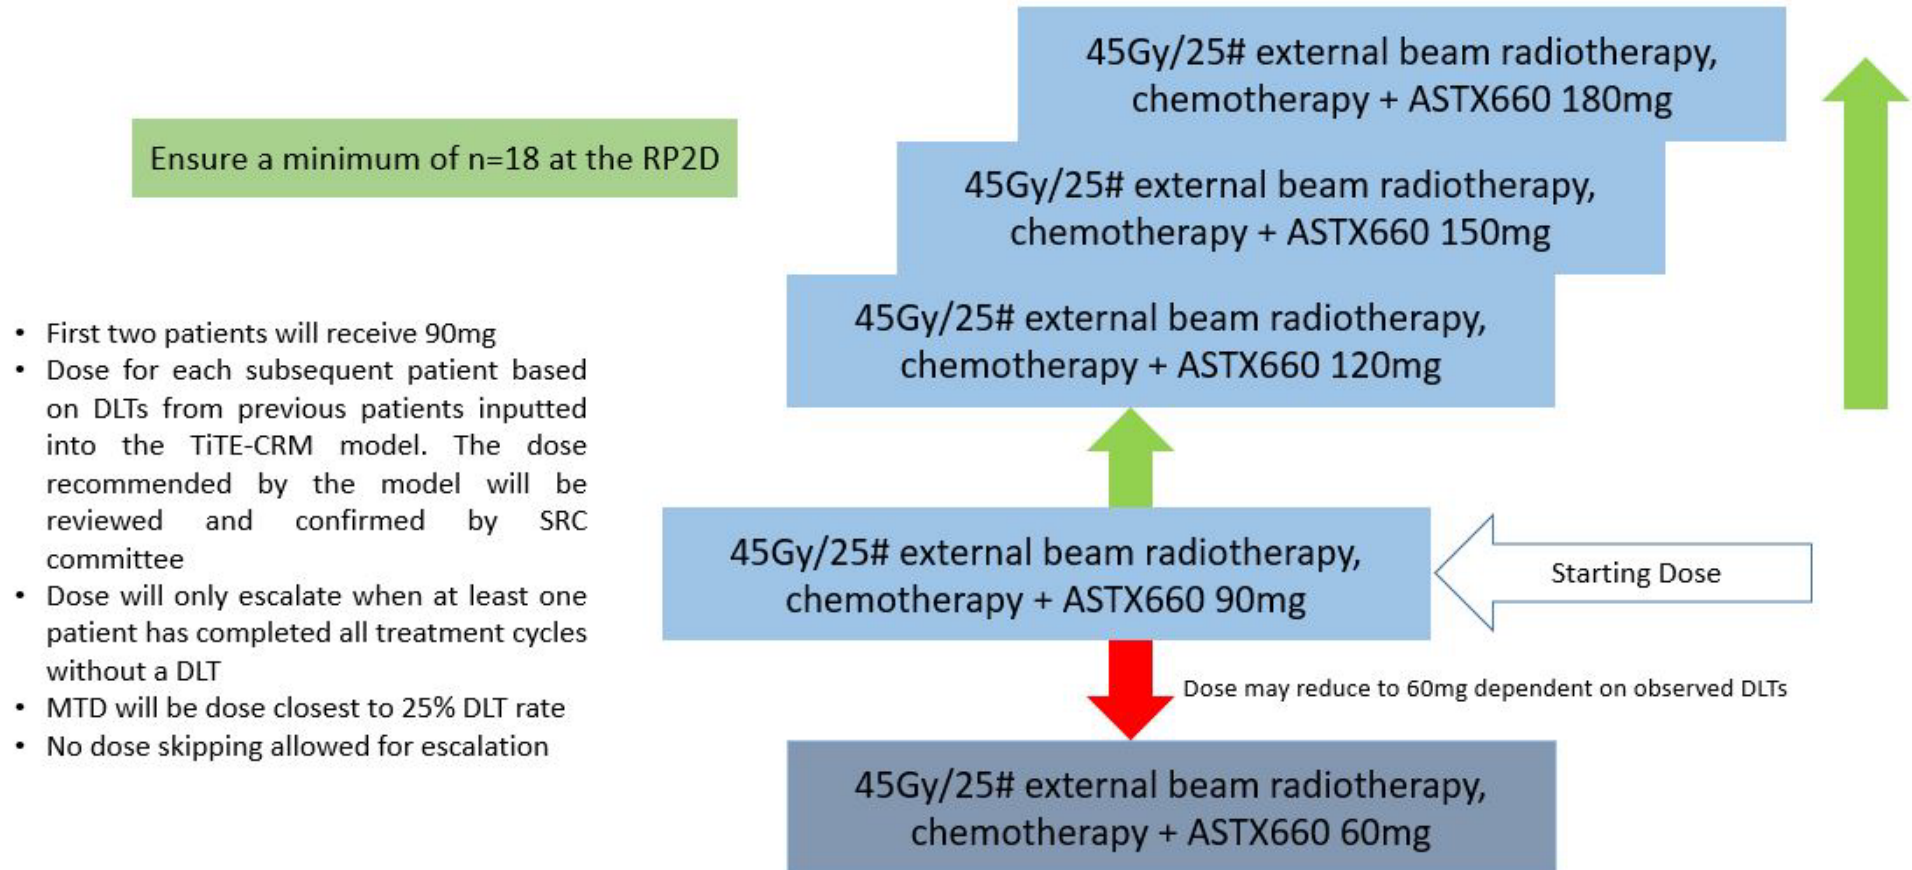 45Gy/25# external beam radiotherapy,
chemotherapy + ASTX660 180mg
Ensure a minimum of n=18 at the RP2D
45Gy/25# external beam radiotherapy,
chemotherapy + ASTX660 150mg
45Gy/25# external beam radiotherapy,
chemotherapy + ASTX660 120mg
• First two patients will receive 90mg
• Dose for each subsequent patient based
on DLTs from previous patients inputted
into the TiTE-CRM model. The dose
recommended by the model will be
reviewed and confirmed by SRC
committee
• Dose will only escalate when at least one
patient has completed all treatment cycles
without a DLT
• MTD will be dose closest to 25% DLT rate
• No dose skipping allowed for escalation
45Gy/25# external beam radiotherapy,
chemotherapy + ASTX660 90mg
Starting Dose
Dose may reduce to 60mg dependent on observed DLTs
45Gy/25# external beam radiotherapy,
chemotherapy + ASTX660 60mg